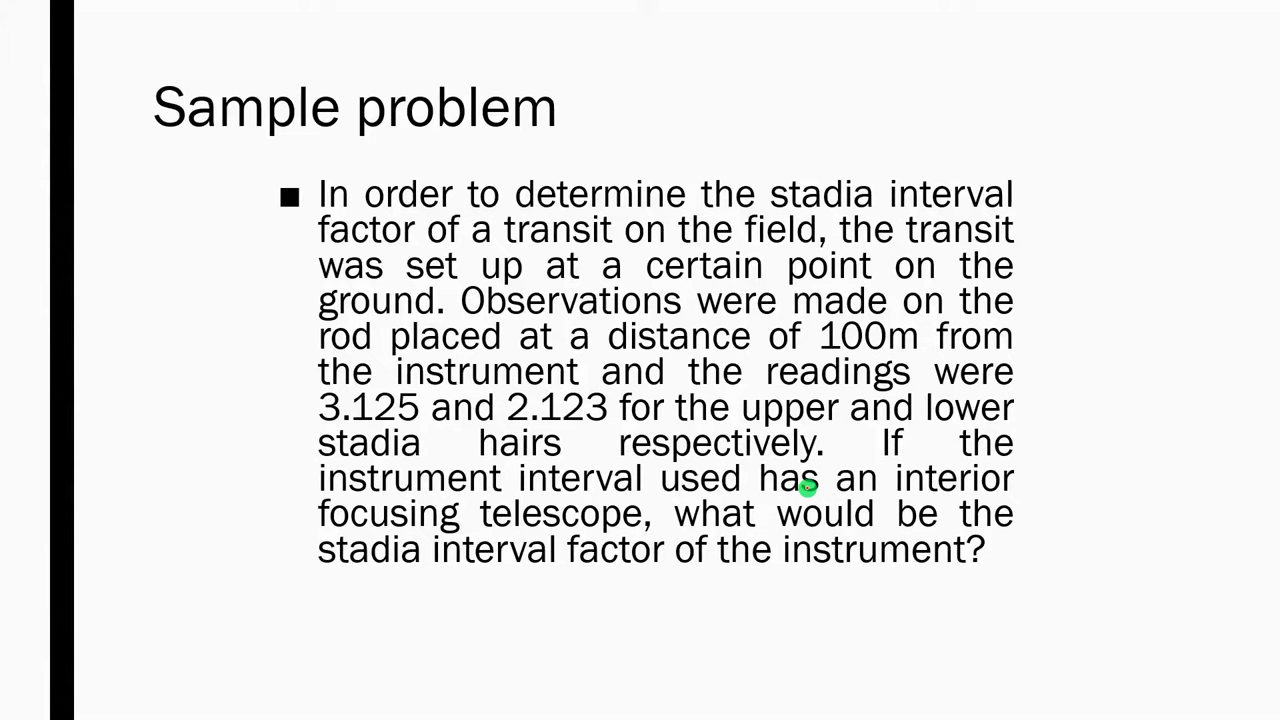 Sample problem
■ In order to determine the stadia interval
factor of a transit on the field, the transit
was set up at a certain point on the
ground. Observations were made on the
rod placed at a distance of 100m from
the instrument and the readings were
3.125 and 2.123 for the upper and lower
stadia hairs respectively. If the
instrument interval used has an interior
focusing telescope, what would be the
stadia interval factor of the instrument?